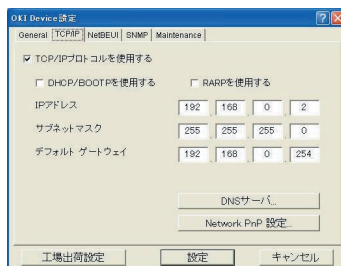 OKI Device設定
General TCP/IP NetBEUI SNMP Maintenance
TCP/IPプロトコルを使用する
DHCP/BOOTPを使用する RARPを使用する
IPアドレス 192 . 168 . 0 . 2
サブネットマスク 255 . 255 . 255 . 0
デフォルト ゲートウェイ 192 . 168 . 0 . 254
DNSサーバ...
Network PnP 設定...
工場出荷設定 設定 キャンセル